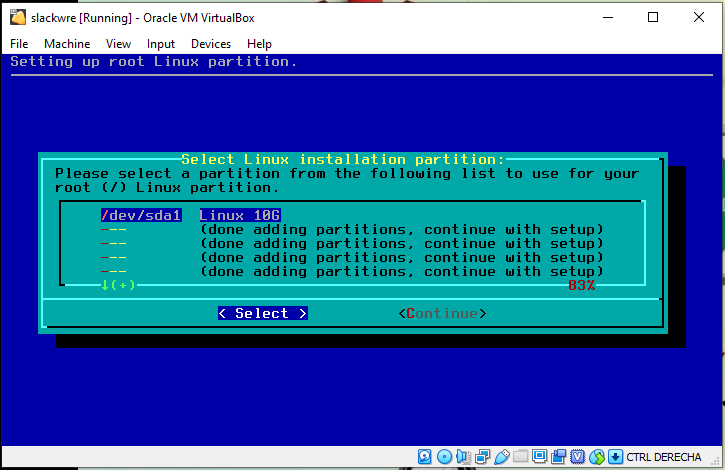 slackwre [Running] - Oracle VM VirtualBox
File Machine View Input Devices Help
Setting up root Linux partition.
Select Linux installation partition:
Please select a partition from the following list to use for your
root (/) Linux partition.
/dev/sda1 Linux 10G
--- (done adding partitions, continue with setup)
--- (done adding partitions, continue with setup)
--- (done adding partitions, continue with setup)
--- (done adding partitions, continue with setup)
↓(+) 83%
< Select > <Continue>
CTRL DERECHA